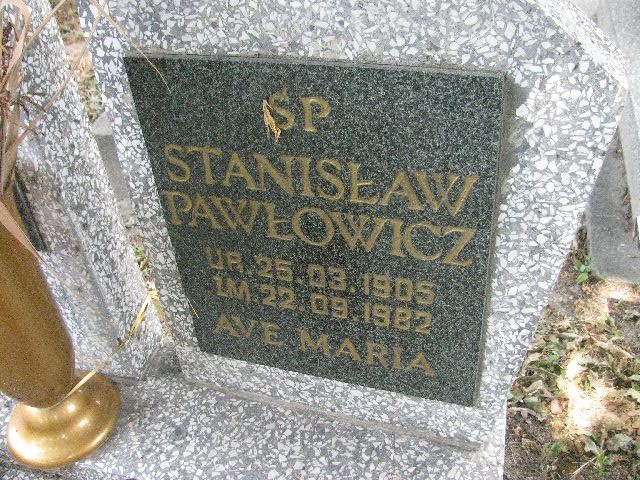 ŚP
STANISŁAW
PAWŁOWICZ
UR. 25.03.1905
ZM. 22.09.1982
AVE MARIA